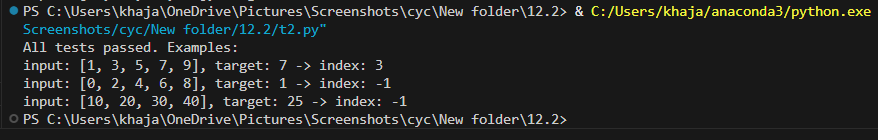 PS C:\Users\khaja\OneDrive\Pictures\Screenshots\cyc\New folder\12.2> & C:/Users/khaja/anaconda3/python.exe
Screenshots/cyc/New folder/12.2/t2.py"
All tests passed. Examples:
input: [1, 3, 5, 7, 9], target: 7 -> index: 3
input: [0, 2, 4, 6, 8], target: 1 -> index: -1
input: [10, 20, 30, 40], target: 25 -> index: -1
PS C:\Users\khaja\OneDrive\Pictures\Screenshots\cyc\New folder\12.2>